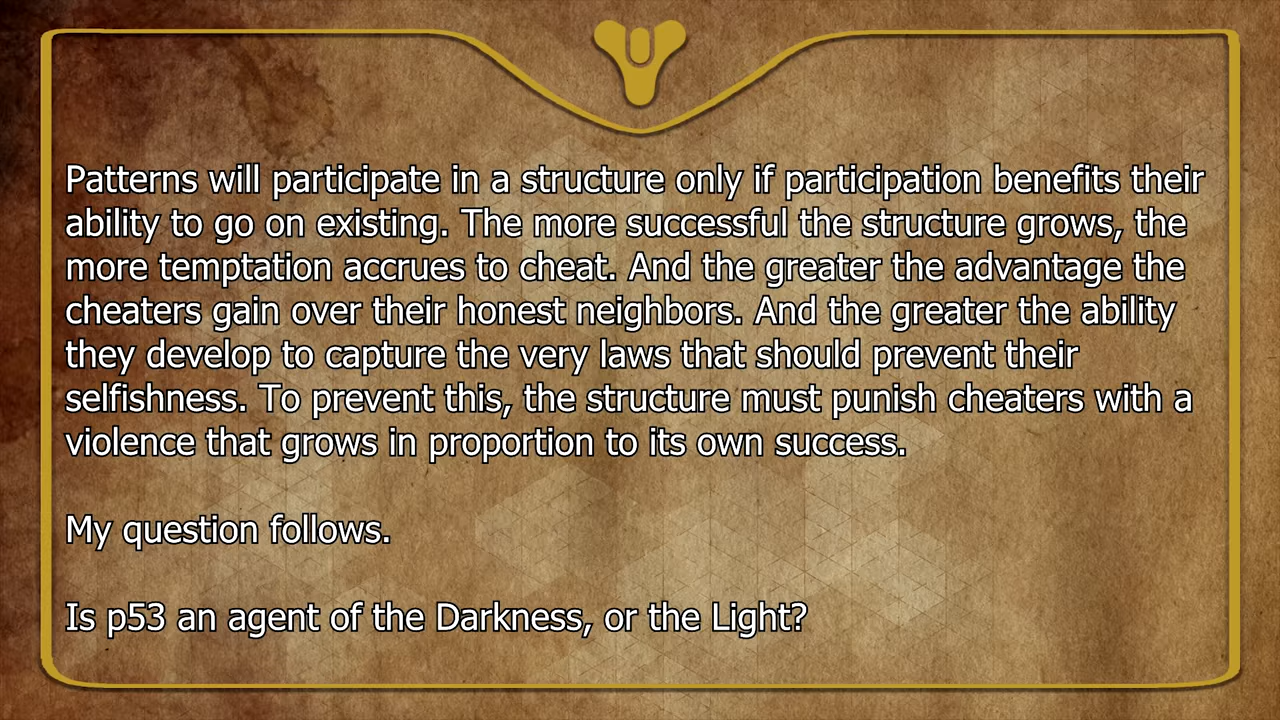 Patterns will participate in a structure only if participation benefits their
ability to go on existing. The more successful the structure grows, the
more temptation accrues to cheat. And the greater the advantage the
cheaters gain over their honest neighbors. And the greater the ability
they develop to capture the very laws that should prevent their
selfishness. To prevent this, the structure must punish cheaters with a
violence that grows in proportion to its own success.
My question follows.
Is p53 an agent of the Darkness, or the Light?